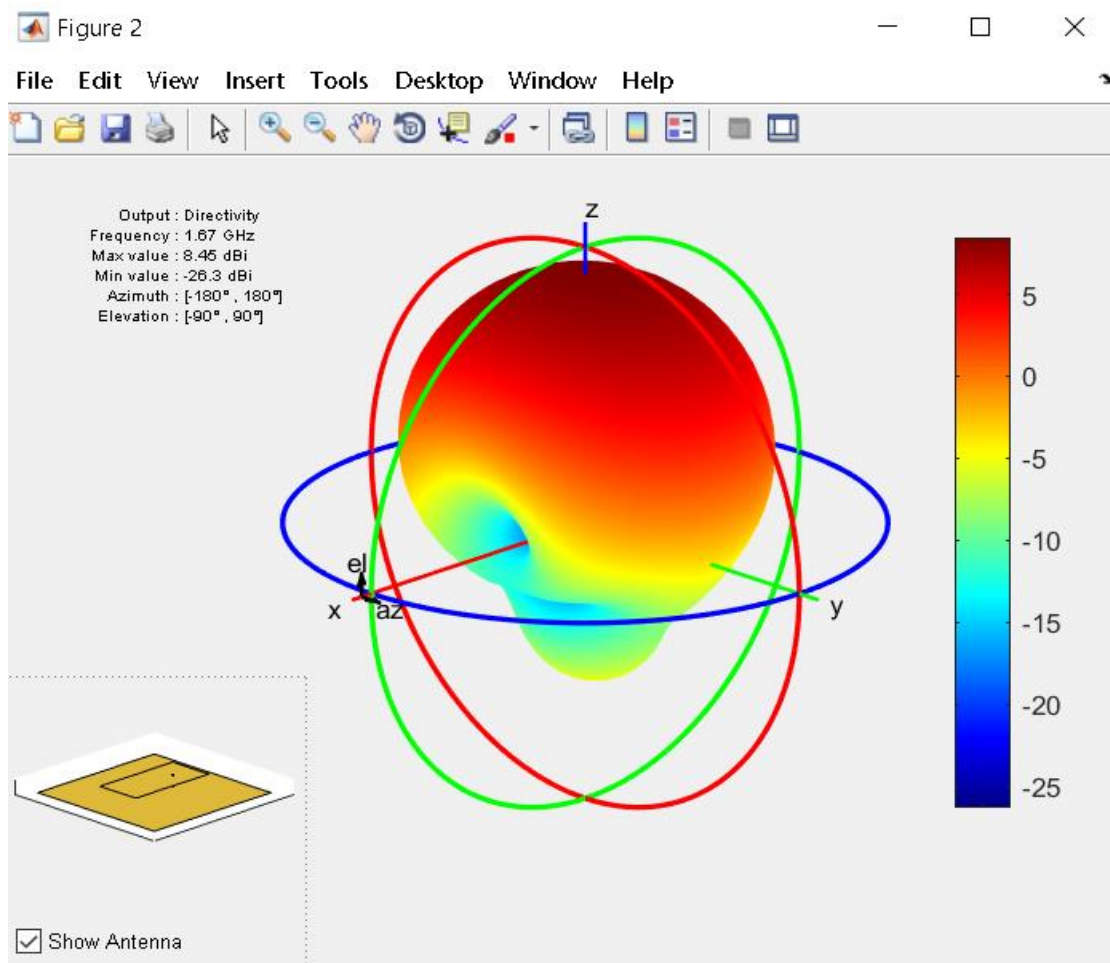 Figure 2
File Edit View Insert Tools Desktop Window Help
Output : Directivity
Frequency : 1.67 GHz
Max value : 8.45 dBi
Min value : -26.3 dBi
Azimuth : [-180° , 180°]
Elevation : [-90° , 90°]
z
el
x
az
y
5
0
-5
-10
-15
-20
-25
Show Antenna